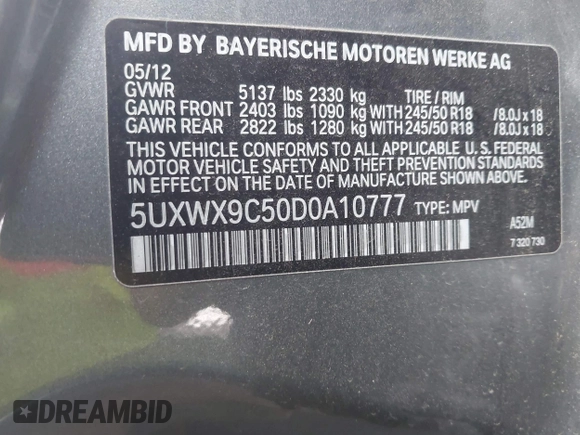 MFD BY BAYERISCHE MOTOREN WERKE AG
05/12
GVWR 5137 lbs 2330 kg TIRE / RIM
GAWR FRONT 2403 lbs 1090 kg WITH 245/50 R18 /8.0J x 18
GAWR REAR 2822 lbs 1280 kg WITH 245/50 R18 /8.0J x 18
THIS VEHICLE CONFORMS TO ALL APPLICABLE U. S. FEDERAL
MOTOR VEHICLE SAFETY AND THEFT PREVENTION STANDARDS
IN EFFECT ON THE DATE OF MANUFACTURE SHOWN ABOVE.
5UXWX9C50D0A10777 TYPE: MPV
A52M
7 320 730
DREAMBID